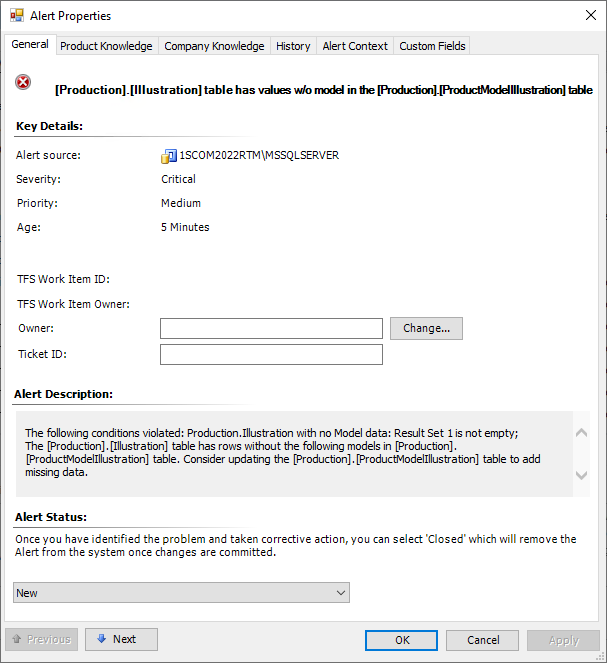 Alert Properties
General Product Knowledge Company Knowledge History Alert Context Custom Fields
[Production].[Illustration] table has values w/o model in the [Production].[ProductModelIllustration] table
Key Details:
Alert source: 1SCOM2022RTM\MSSQLSERVER
Severity: Critical
Priority: Medium
Age: 5 Minutes
TFS Work Item ID:
TFS Work Item Owner:
Owner: Change...
Ticket ID:
Alert Description:
The following conditions violated: Production.Illustration with no Model data: Result Set 1 is not empty;
The [Production].[Illustration] table has rows without the following models in [Production].
[ProductModelIllustration] table. Consider updating the [Production].[ProductModelIllustration] table to add
missing data.
Alert Status:
Once you have identified the problem and taken corrective action, you can select 'Closed' which will remove the
Alert from the system once changes are committed.
New
Previous Next OK Cancel Apply